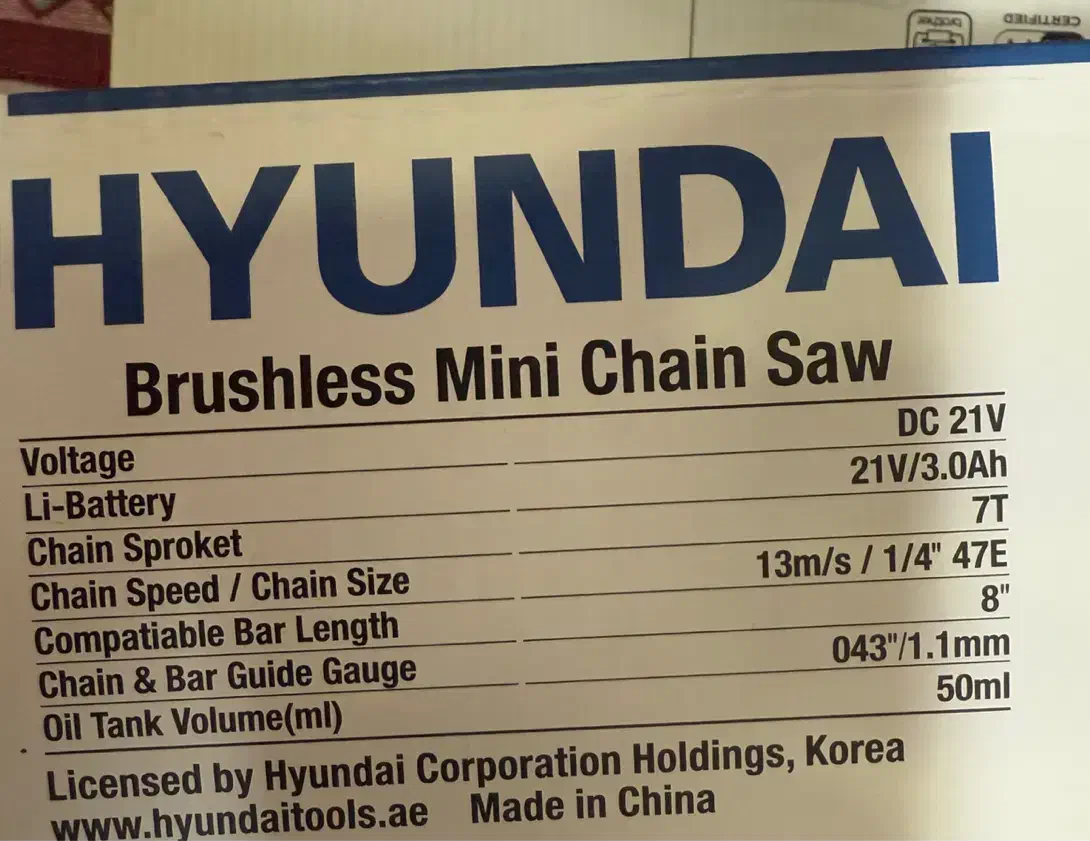 brother
CERTIFIED
HYUNDAI
Brushless Mini Chain Saw
Voltage DC 21V
Li-Battery 21V/3.0Ah
Chain Sproket 7T
Chain Speed / Chain Size 13m/s / 1/4" 47E
Compatiable Bar Length 8"
Chain & Bar Guide Gauge 043"/1.1mm
Oil Tank Volume(ml) 50ml
Licensed by Hyundai Corporation Holdings, Korea
www.hyundaitools.ae Made in China